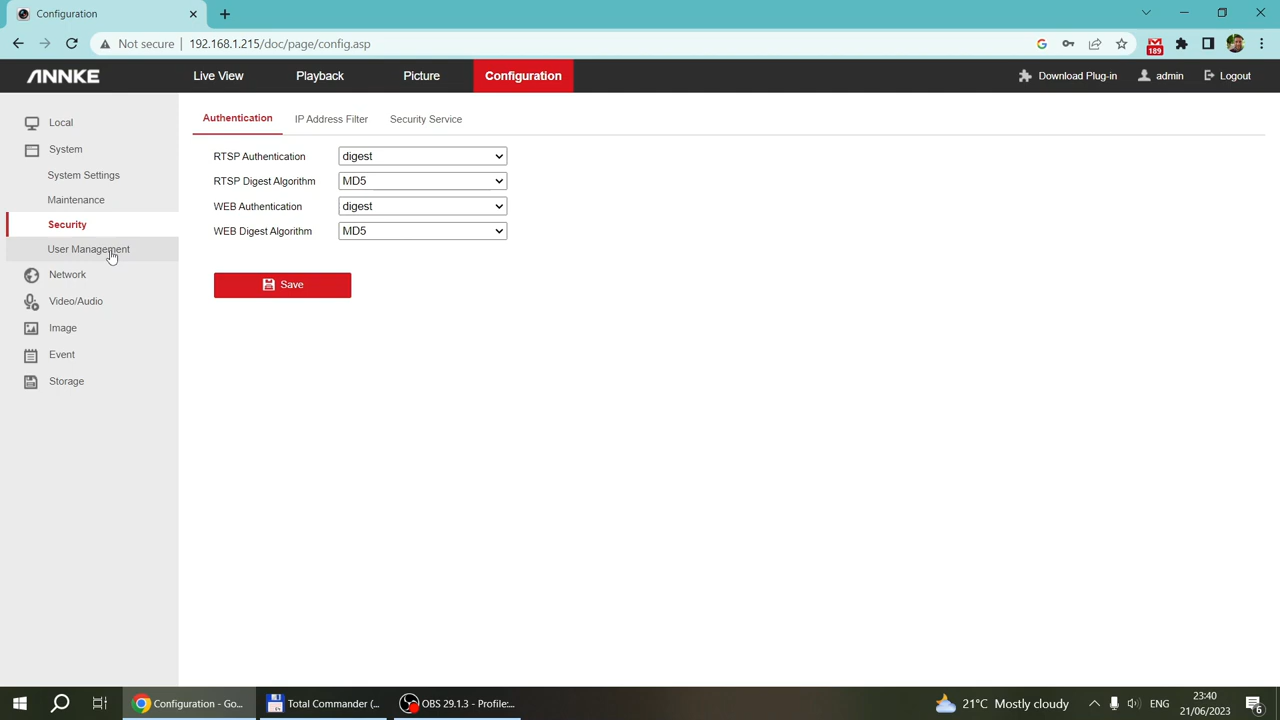 Configuration
Not secure | 192.168.1.215/doc/page/config.asp
189
ANNKE
Live View
Playback
Picture
Configuration
Download Plug-in
admin
Logout
Local
System
System Settings
Maintenance
Security
User Management
Network
Video/Audio
Image
Event
Storage
Authentication
IP Address Filter
Security Service
RTSP Authentication
digest
RTSP Digest Algorithm
MD5
WEB Authentication
digest
WEB Digest Algorithm
MD5
Save
Configuration - Go...
Total Commander (...
OBS 29.1.3 - Profile:...
21°C Mostly cloudy
ENG
23:40
21/06/2023
6